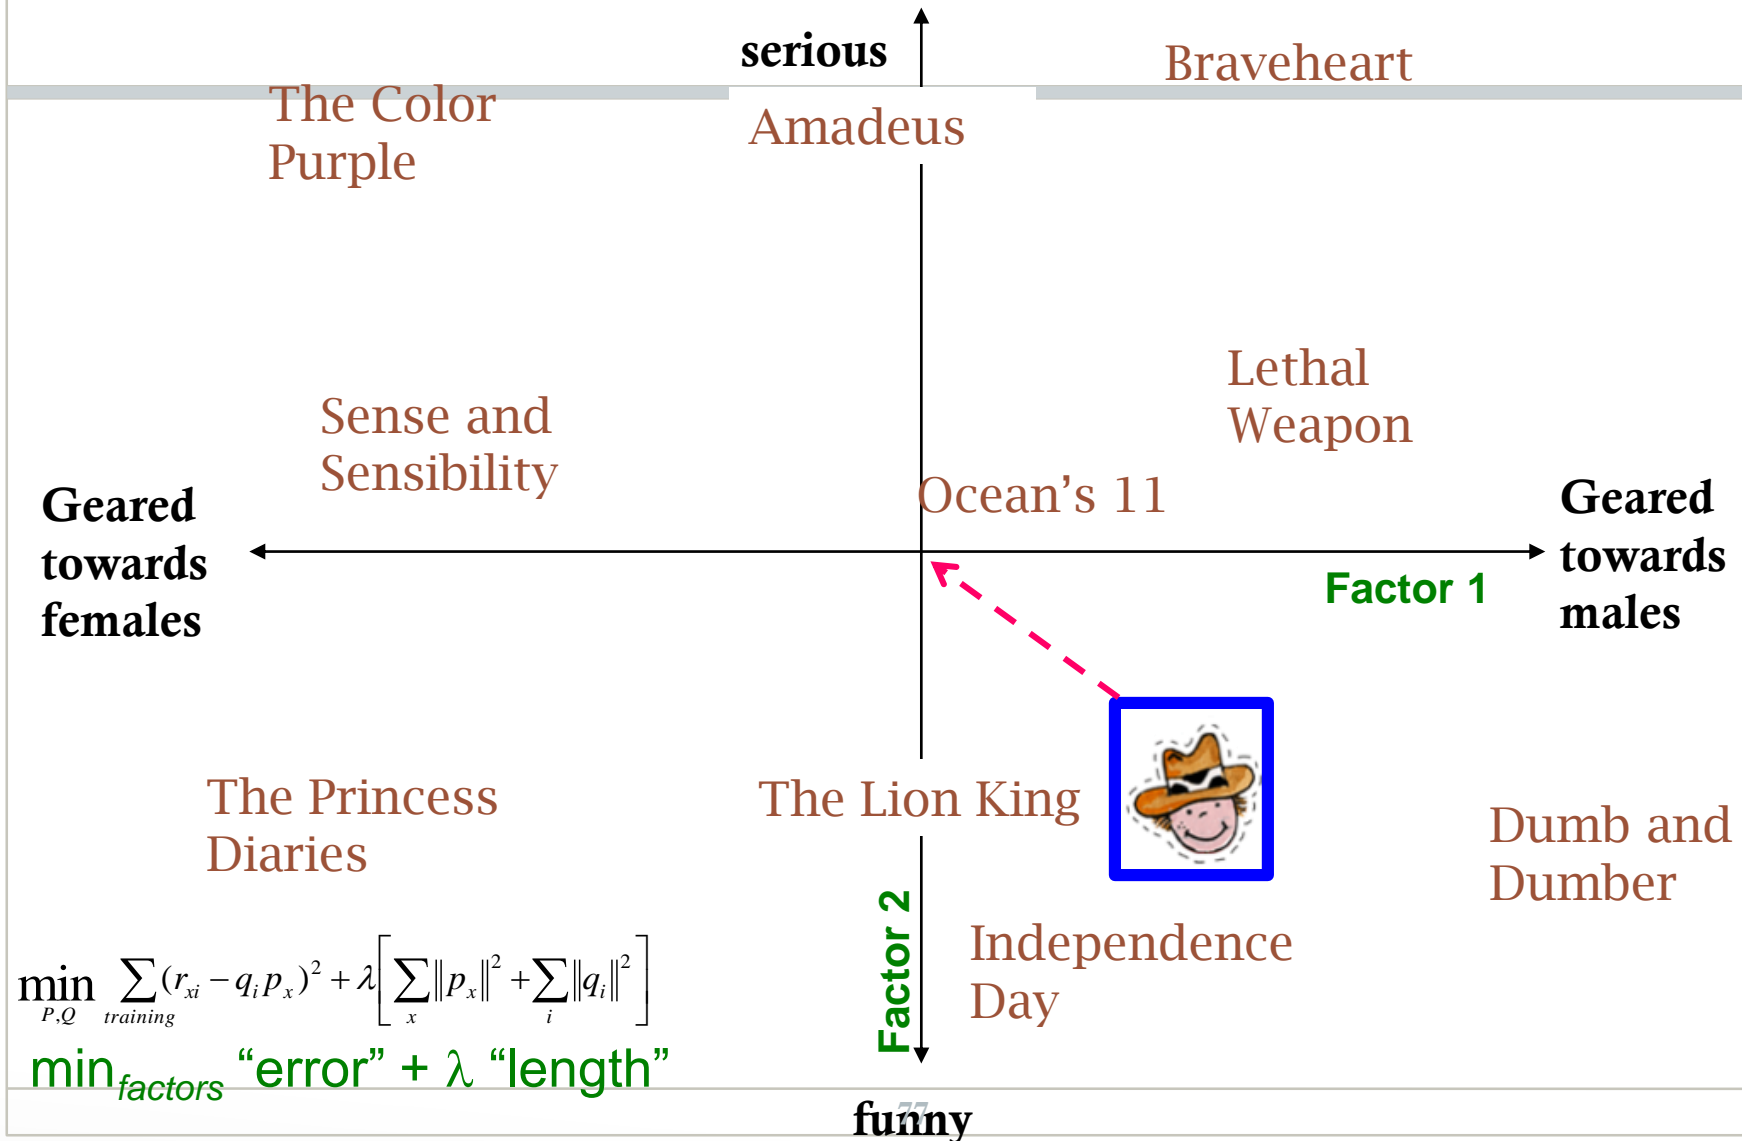 serious
Braveheart
The Color
Purple
Amadeus
Lethal
Weapon
Sense and
Sensibility
Ocean’s 11
Geared
towards
females
Geared
towards
males
Factor 1
The Princess
Diaries
The Lion King
Dumb and
Dumber
Factor 2
Independence
Day
min_{P,Q} ∑_{training} (r_{xi} − q_i p_x)^2 + λ[∑_x ‖p_x‖^2 + ∑_i ‖q_i‖^2]
min_{factors} “error” + λ “length”
77
funny